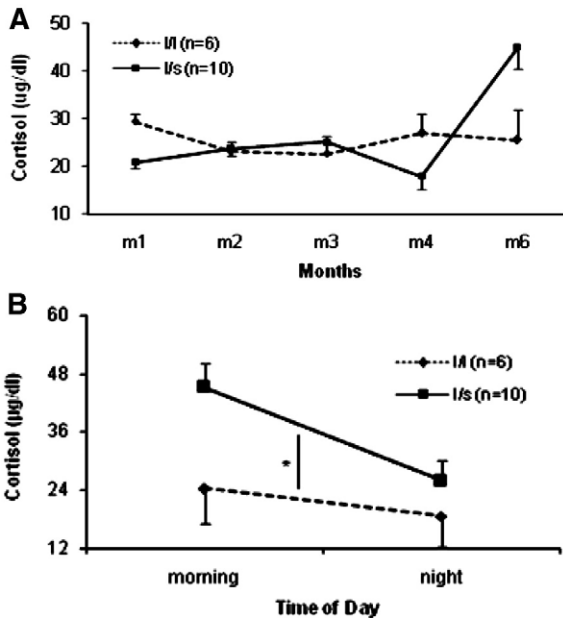 A
50
40
30
20
10
Cortisol (ug/dl)
l/l (n=6)
l/s (n=10)
m1 m2 m3 m4 m6
Months
B
60
48
36
24
12
Cortisol (µg/dl)
l/l (n=6)
l/s (n=10)
*
morning night
Time of Day